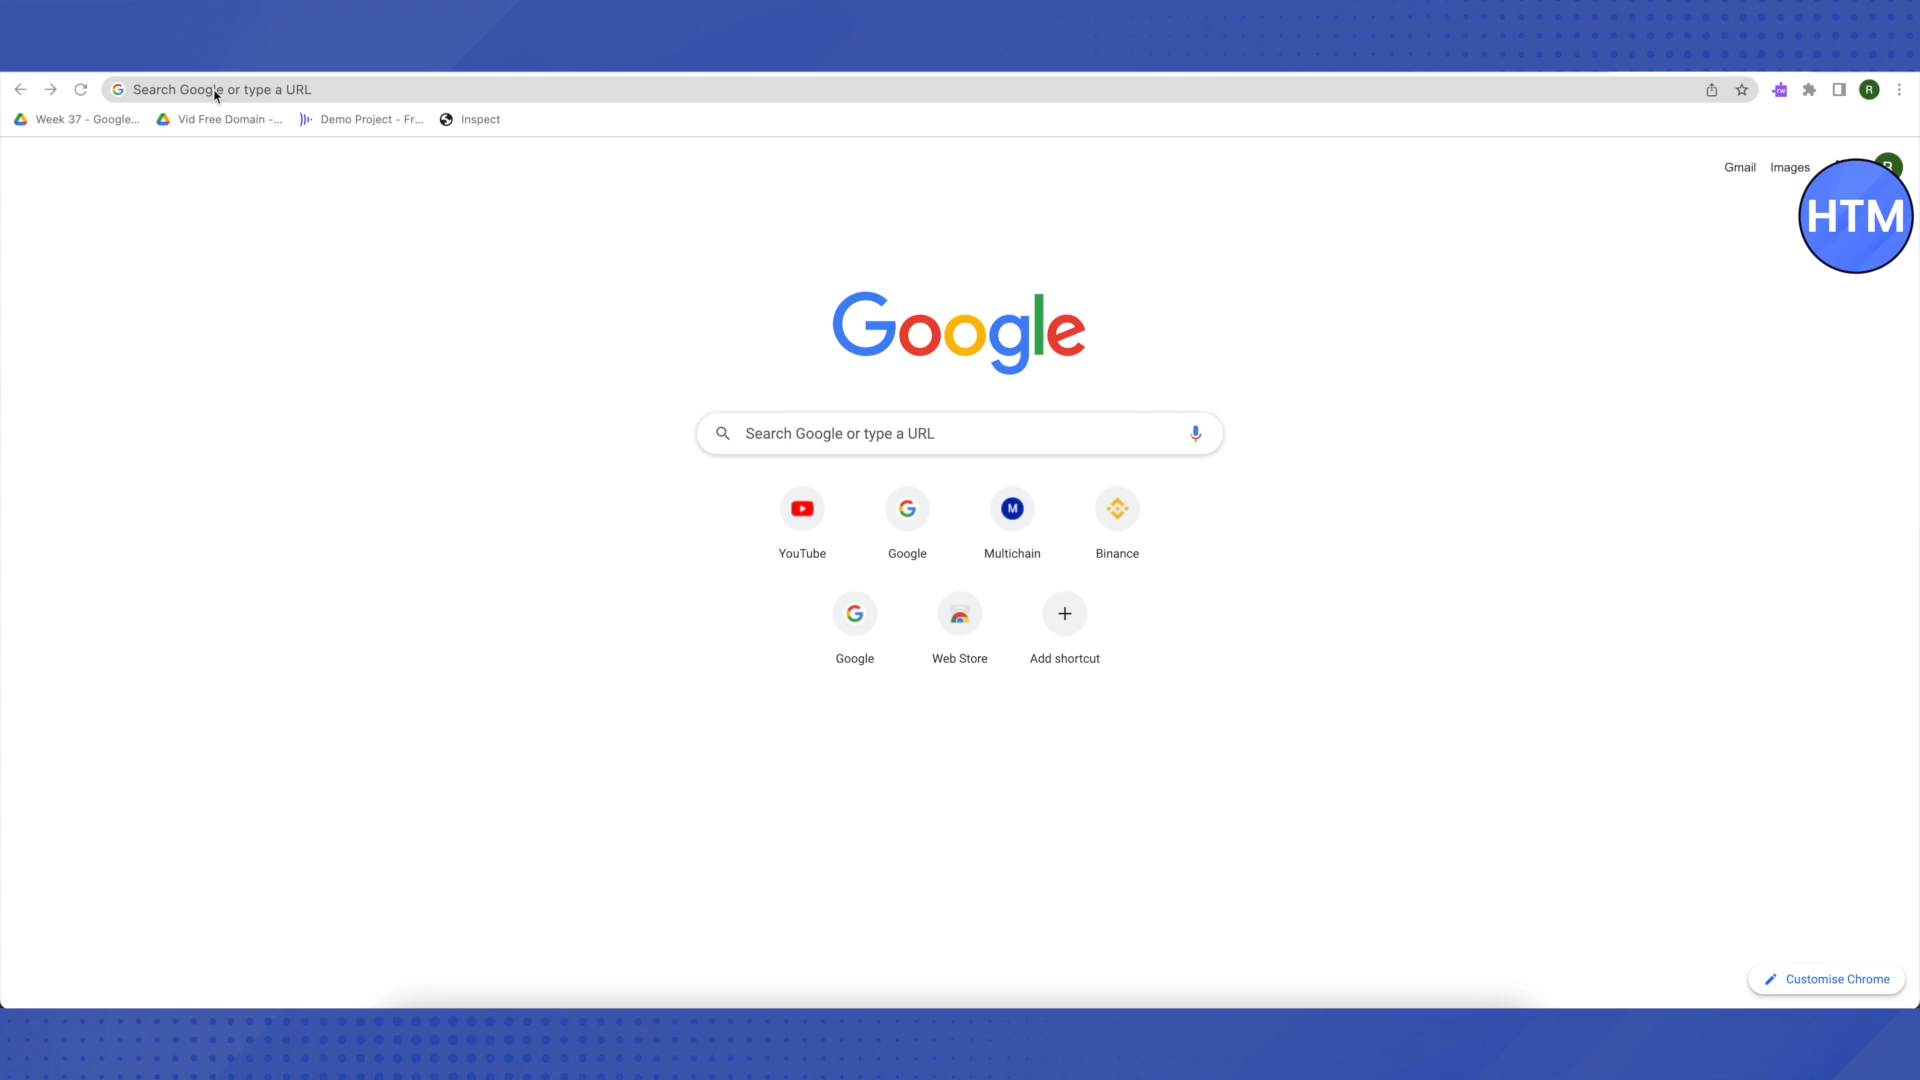 Search Google or type a URL
R
Week 37 - Google...
Vid Free Domain -...
Demo Project - Fr...
Inspect
Gmail
Images
HTM
Google
Search Google or type a URL
M
YouTube
Google
Multichain
Binance
Google
Web Store
Add shortcut
Customise Chrome